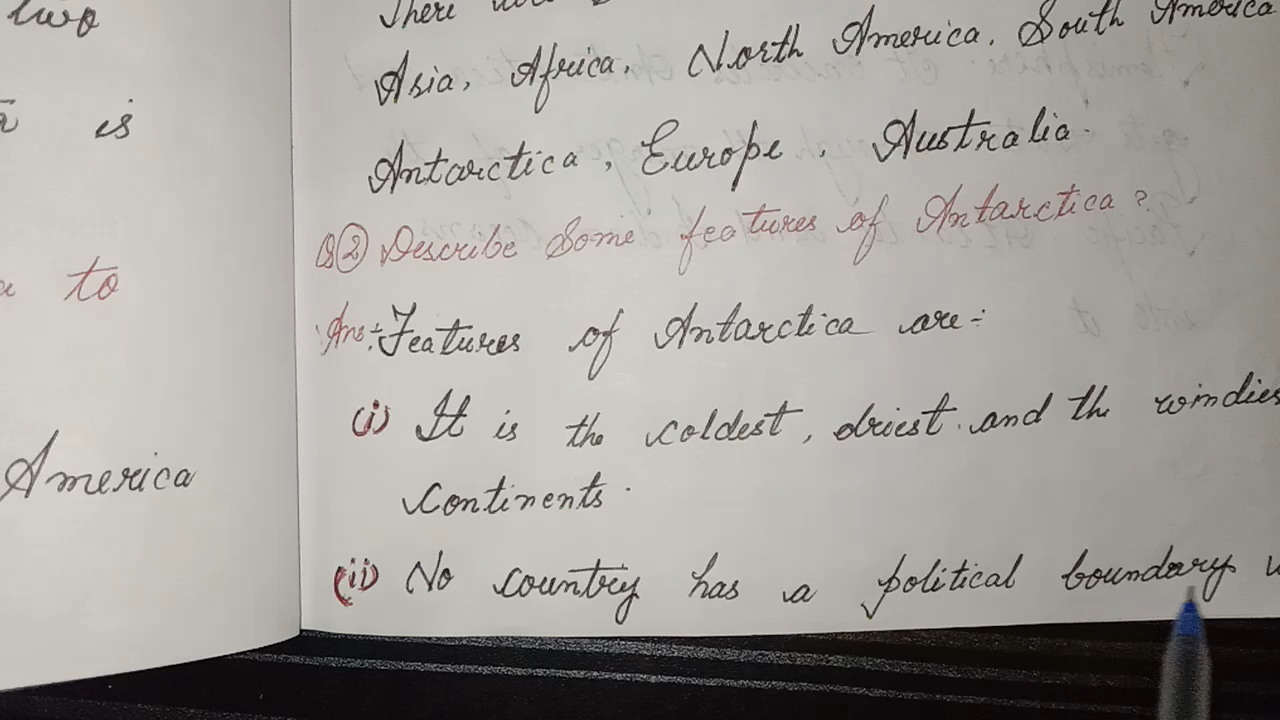 two
is
to
America
There
Asia, Africa, North America, South America
Antarctica, Europe, Australia.
Q② Describe Some features of Antarctica?
Ans:- Features of Antarctica are:-
(i) It is the coldest, driest and the
Continents.
(ii) No country has a political boundary